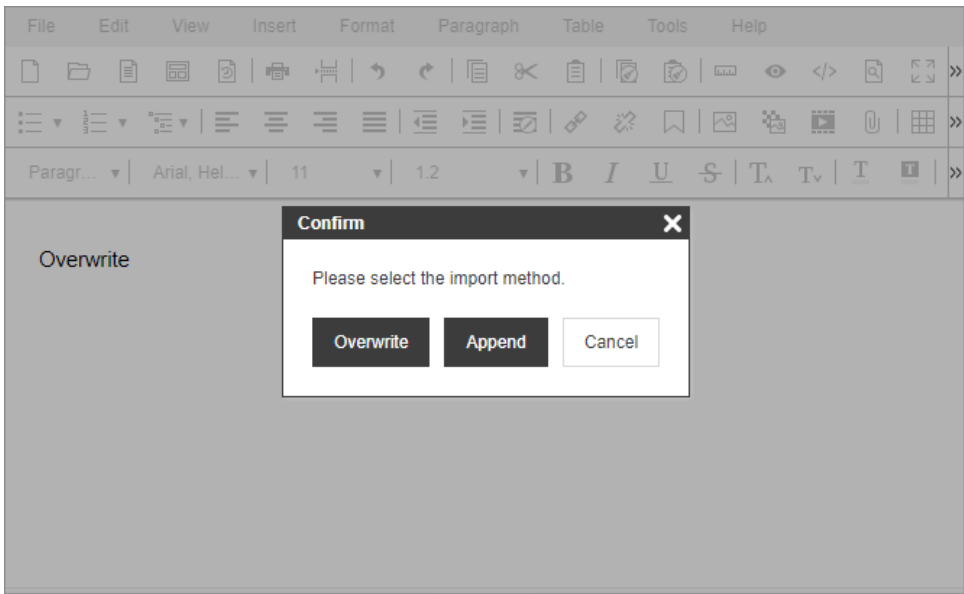 File Edit View Insert Format Paragraph Table Tools Help
Paragr... Arial, Hel... 11 1.2 B I U S T T T T
Confirm
Overwrite
Please select the import method.
Overwrite Append Cancel